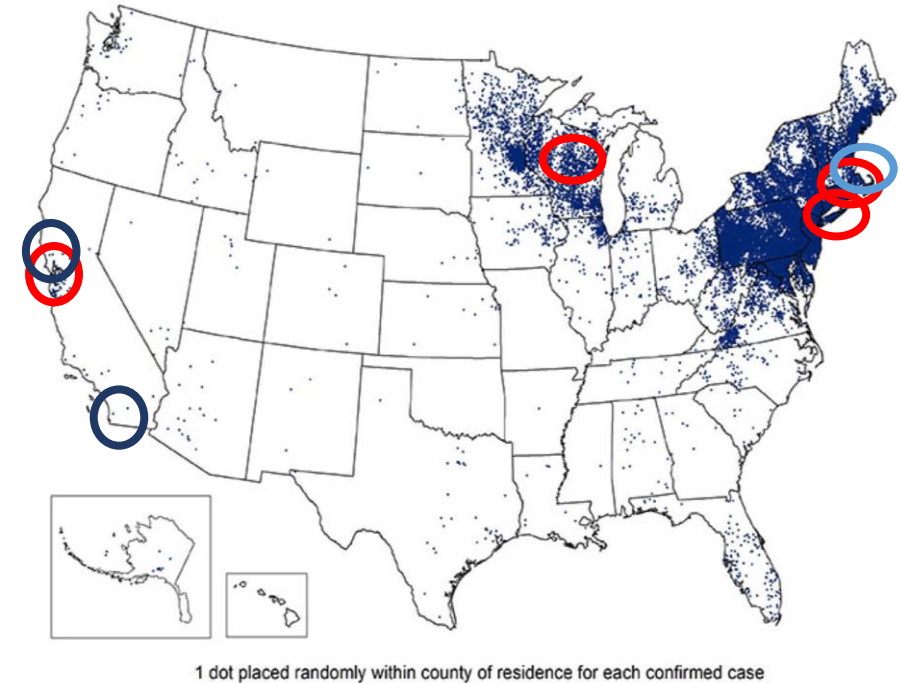 1 dot placed randomly within county of residence for each confirmed case